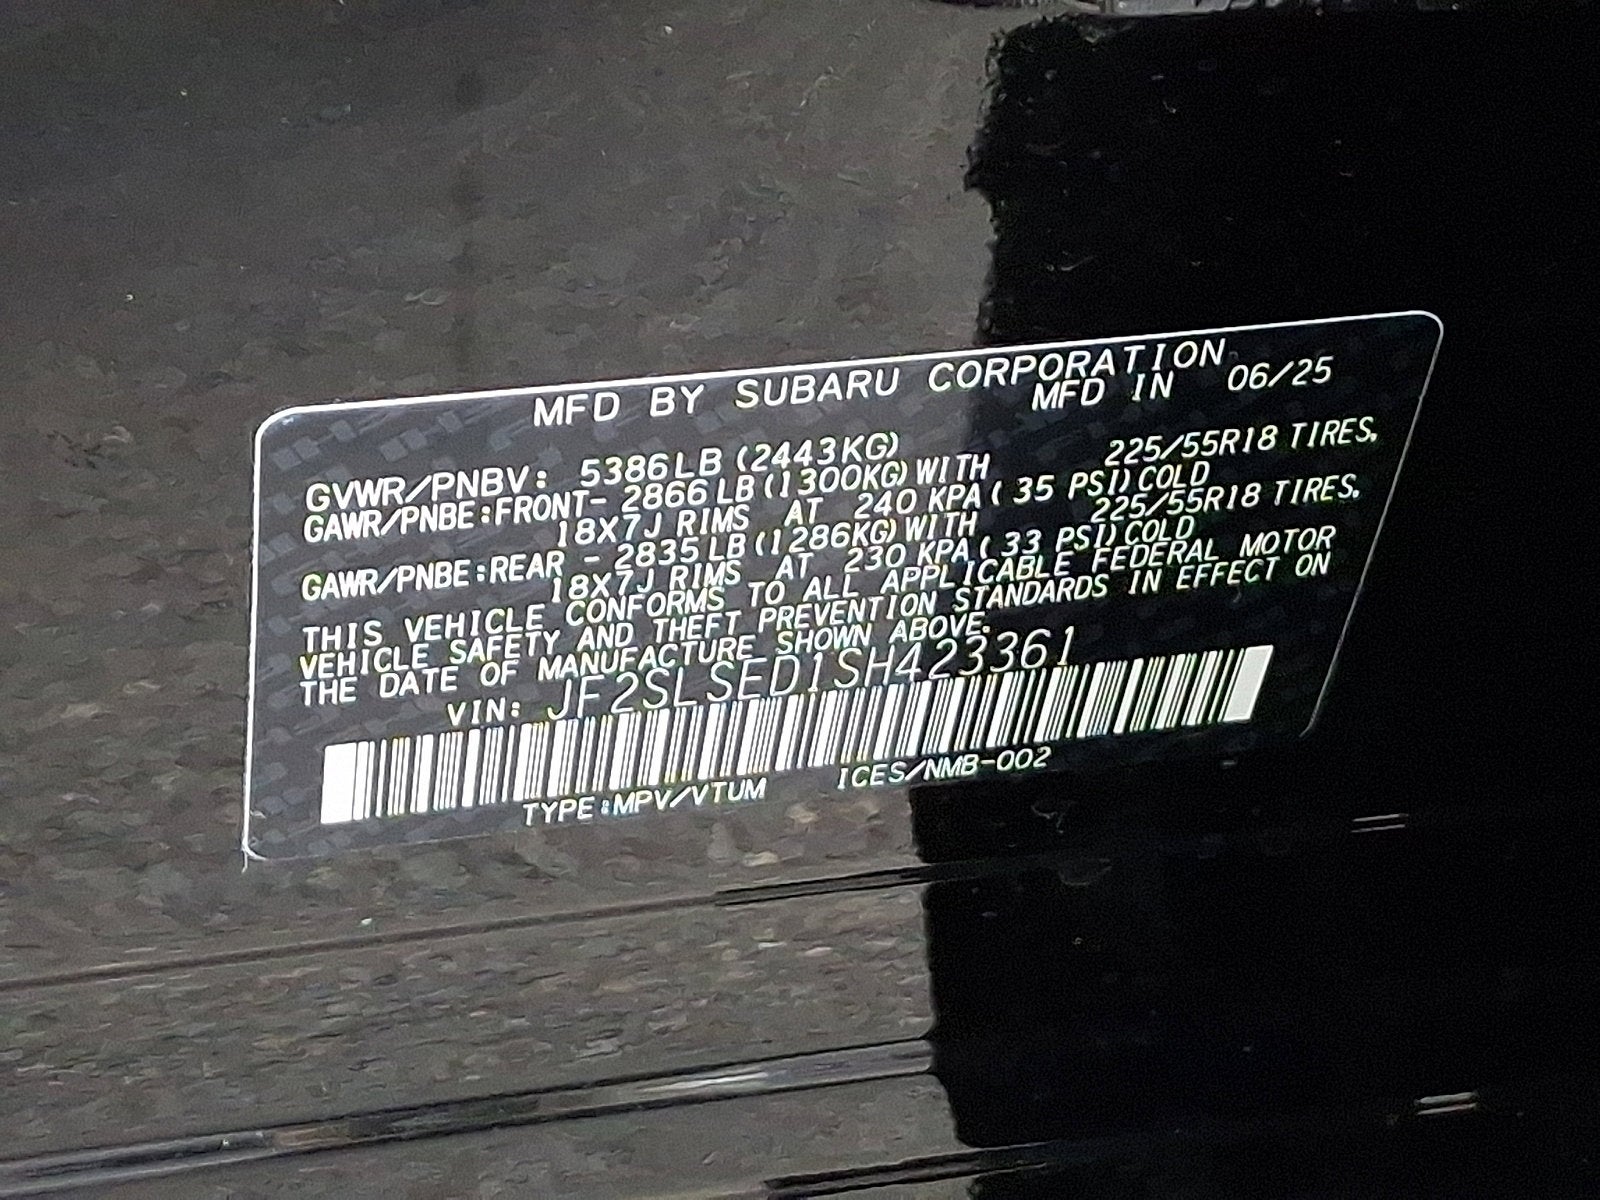 MFD BY SUBARU CORPORATION
MFD IN 06/25
GVWR/PNBV: 5386LB (2443KG)
GAWR/PNBE:FRONT- 2866LB(1300KG)WITH 225/55R18 TIRES,
18X7J RIMS AT 240 KPA( 35 PSI)COLD
GAWR/PNBE:REAR - 2835LB(1286KG)WITH 225/55R18 TIRES,
18X7J RIMS AT 230 KPA( 33 PSI)COLD
THIS VEHICLE CONFORMS TO ALL APPLICABLE FEDERAL MOTOR
VEHICLE SAFETY AND THEFT PREVENTION STANDARDS IN EFFECT ON
THE DATE OF MANUFACTURE SHOWN ABOVE.
VIN: JF2SLSED1SH423361
TYPE:MPV/VTUM ICES/NMB-002